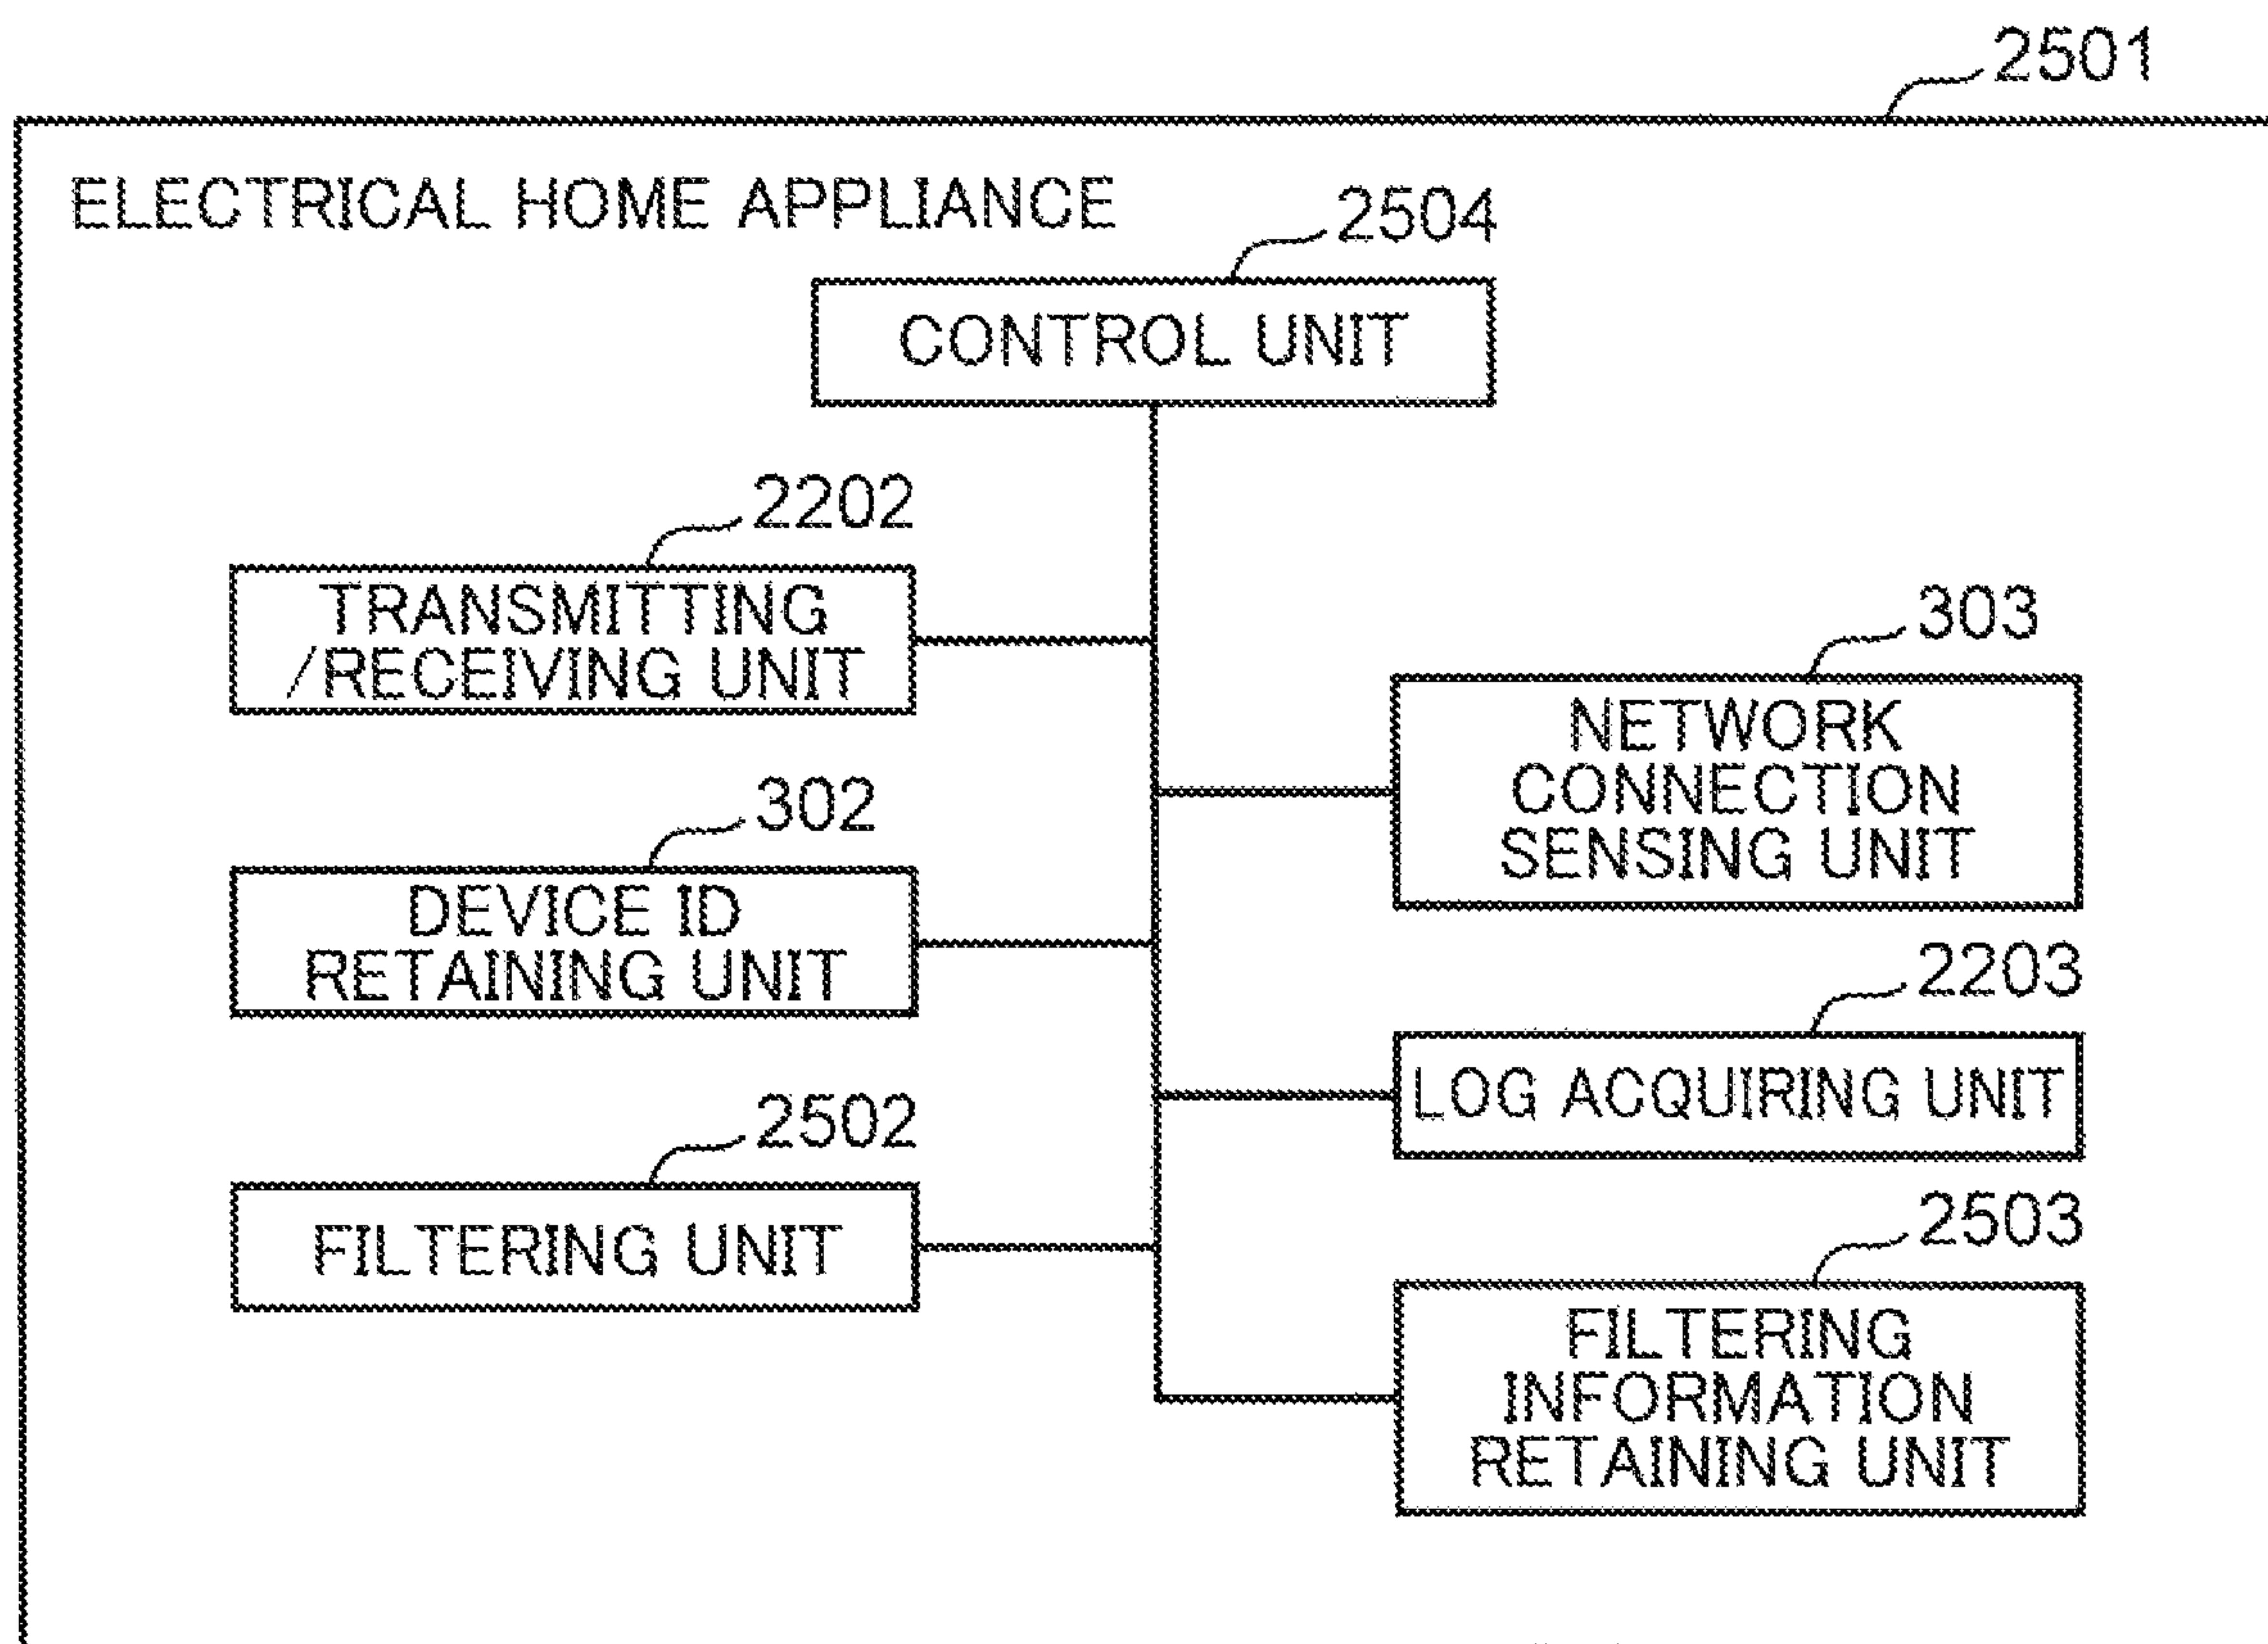 2501
ELECTRICAL HOME APPLIANCE
2504
CONTROL UNIT
2202
TRANSMITTING
/RECEIVING UNIT
303
NETWORK
CONNECTION
SENSING UNIT
302
DEVICE ID
RETAINING UNIT
2203
LOG ACQUIRING UNIT
2502
FILTERING UNIT
2503
FILTERING
INFORMATION
RETAINING UNIT